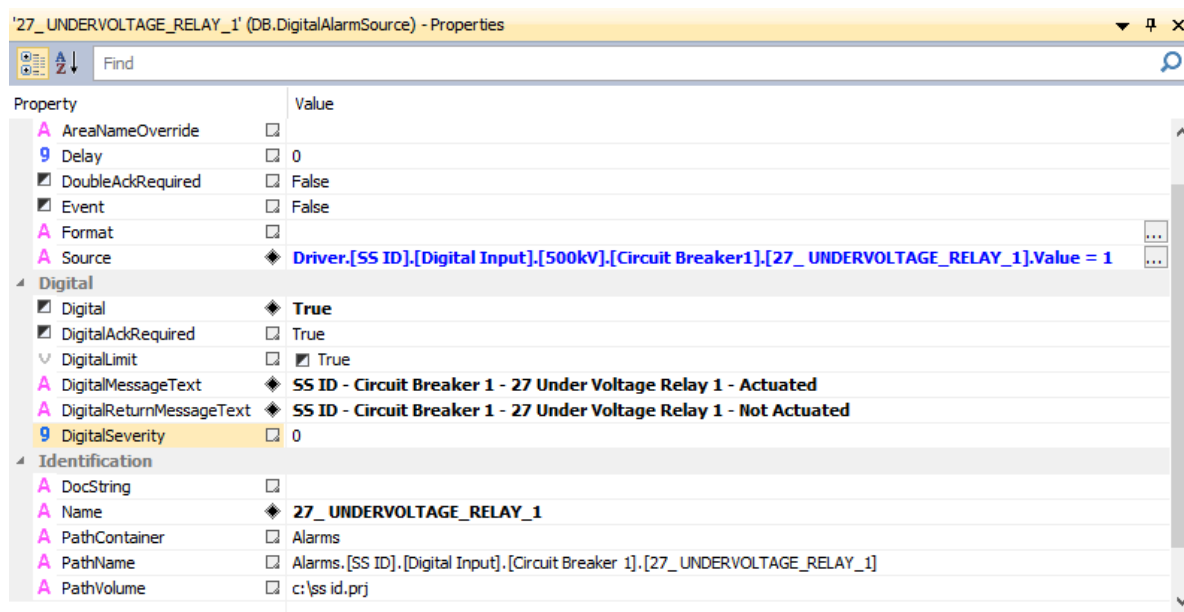 '27_ UNDERVOLTAGE_RELAY_1' (DB.DigitalAlarmSource) - Properties
Find
Property Value
AreaNameOverride
Delay 0
DoubleAckRequired False
Event False
Format ...
Source Driver.[SS ID].[Digital Input].[500kV].[Circuit Breaker1].[27_ UNDERVOLTAGE_RELAY_1].Value = 1 ...
Digital
Digital True
DigitalAckRequired True
DigitalLimit True
DigitalMessageText SS ID - Circuit Breaker 1 - 27 Under Voltage Relay 1 - Actuated
DigitalReturnMessageText SS ID - Circuit Breaker 1 - 27 Under Voltage Relay 1 - Not Actuated
DigitalSeverity 0
Identification
DocString
Name 27_ UNDERVOLTAGE_RELAY_1
PathContainer Alarms
PathName Alarms.[SS ID].[Digital Input].[Circuit Breaker 1].[27_ UNDERVOLTAGE_RELAY_1]
PathVolume c:\ss id.prj